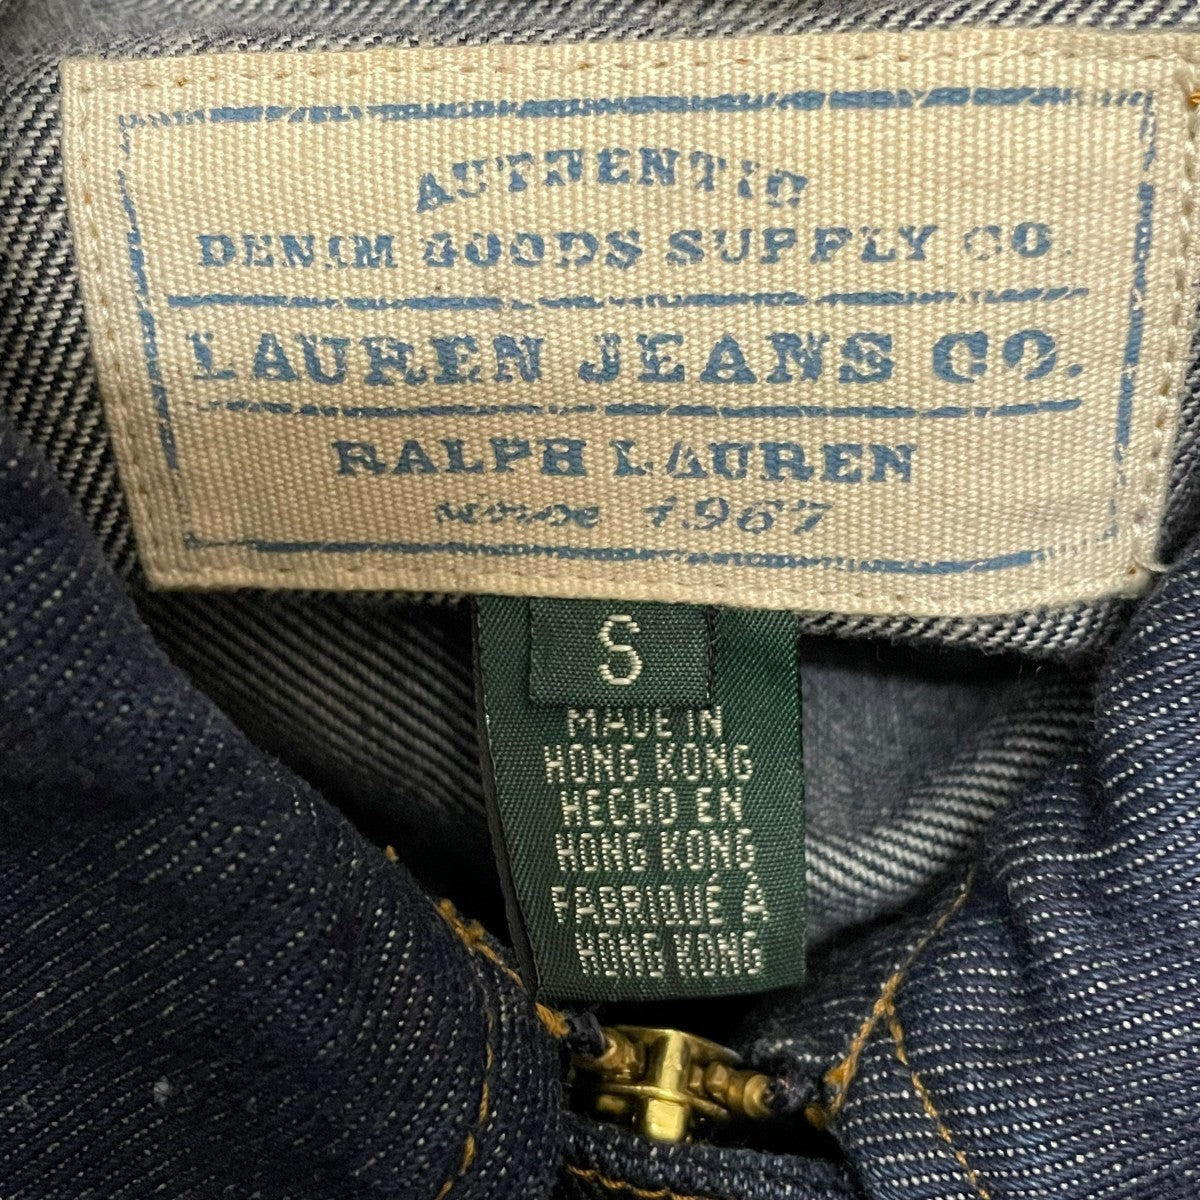 AUTHENTIC
DENIM GOODS SUPPLY CO.
LAUREN JEANS CO.
RALPH LAUREN
1967
S
MADE IN
HONG KONG
HECHO EN
HONG KONG
FABRIQUÉ À
HONG KONG